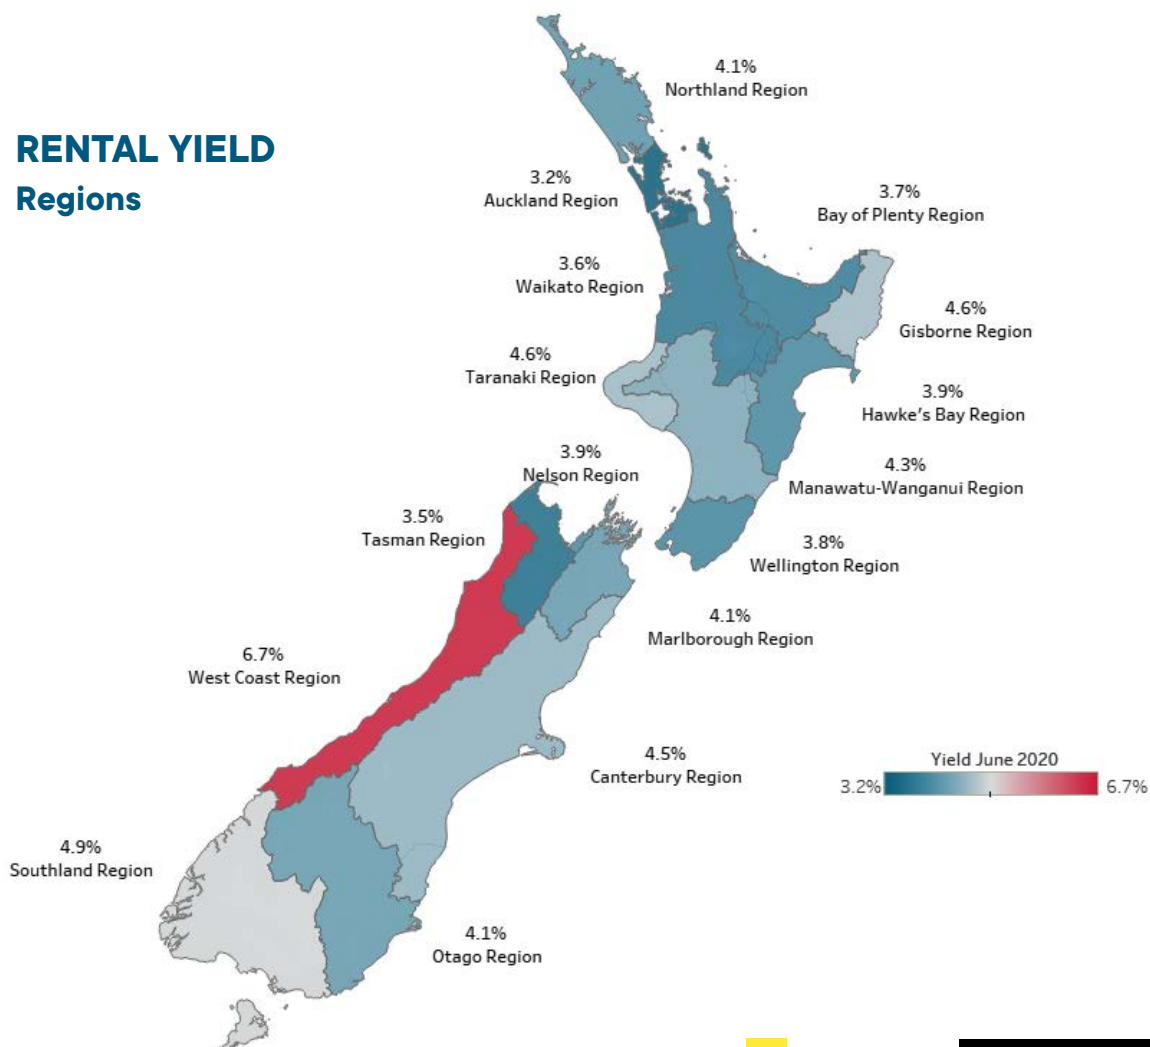 RENTAL YIELD
Regions
4.1%
Northland Region
3.2%
Auckland Region
3.7%
Bay of Plenty Region
3.6%
Waikato Region
4.6%
Gisborne Region
4.6%
Taranaki Region
3.9%
Hawke's Bay Region
3.9%
Nelson Region
4.3%
Manawatu-Wanganui Region
3.5%
Tasman Region
3.8%
Wellington Region
4.1%
Marlborough Region
6.7%
West Coast Region
4.5%
Canterbury Region
Yield June 2020
3.2% 6.7%
4.9%
Southland Region
4.1%
Otago Region